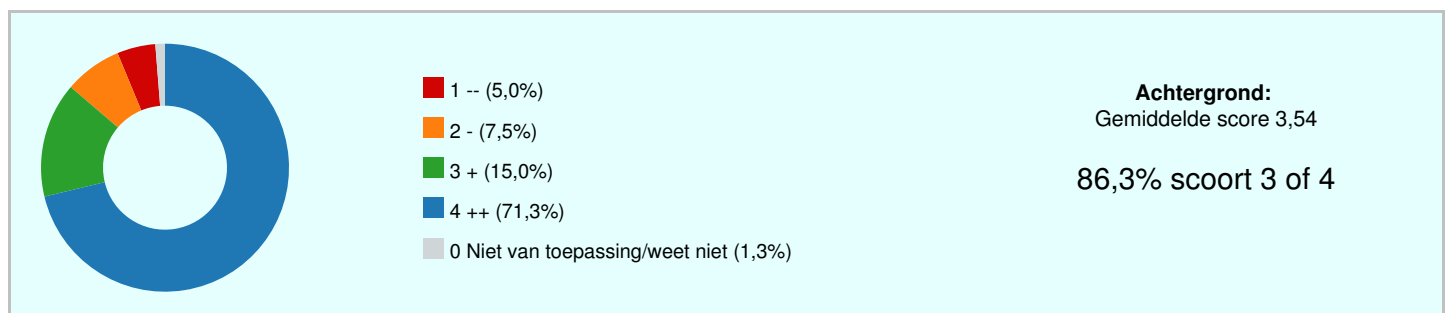 1 -- (5,0%)
2 - (7,5%)
3 + (15,0%)
4 ++ (71,3%)
0 Niet van toepassing/weet niet (1,3%)
Achtergrond:
Gemiddelde score 3,54
86,3% scoort 3 of 4